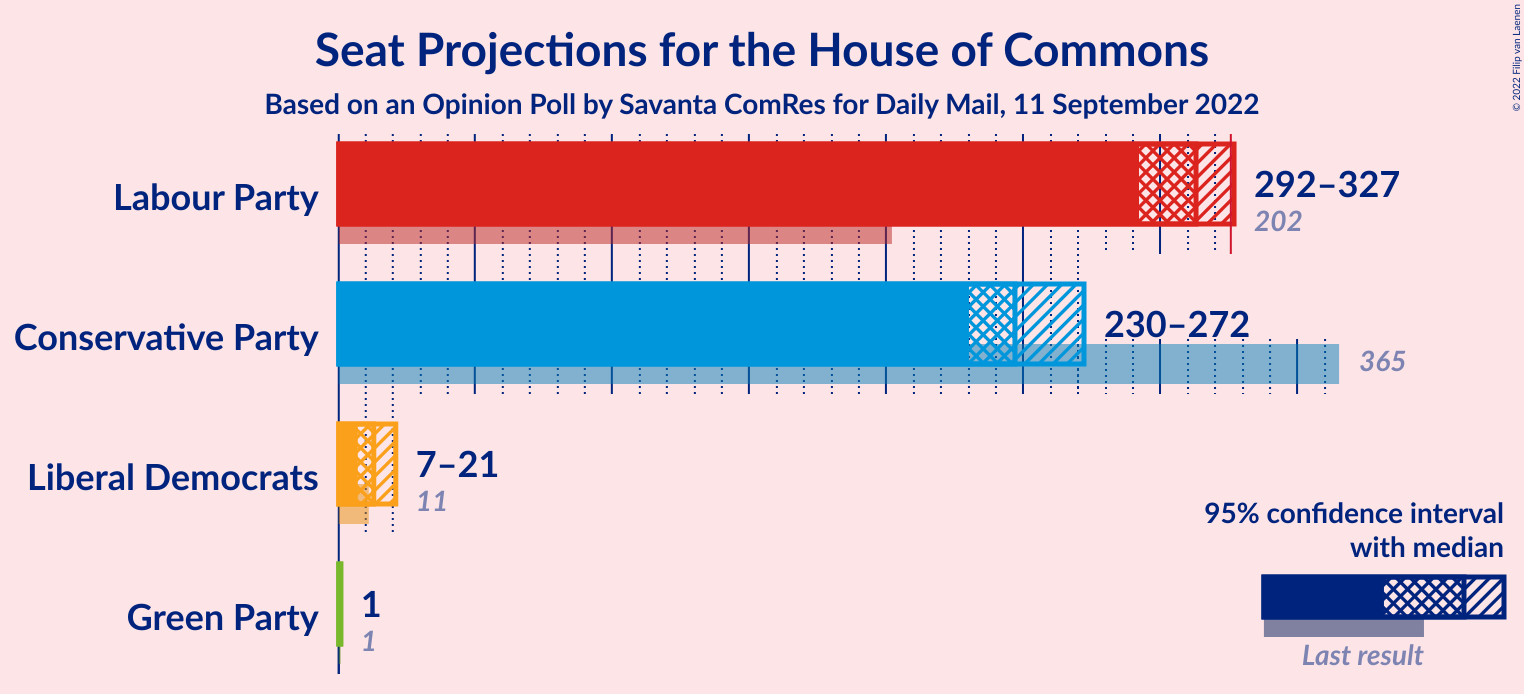 Seat Projections for the House of Commons
Based on an Opinion Poll by Savanta ComRes for Daily Mail, 11 September 2022
© 2022 Filip van Laenen
Labour Party
292–327
202
Conservative Party
230–272
365
Liberal Democrats
7–21
11
Green Party
1
1
95% confidence interval
with median
Last result